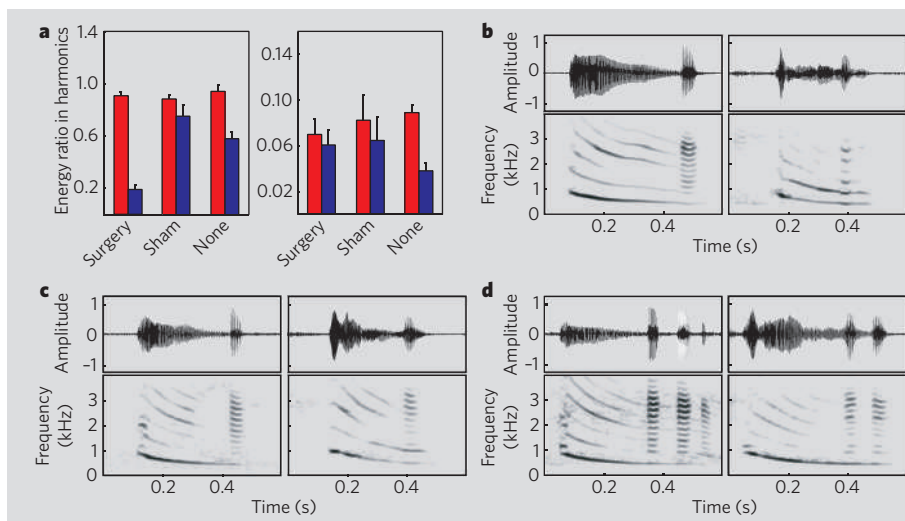 a
Energy ratio in harmonics
1.4
1.0
0.6
0.2
Surgery
Sham
None
0.14
0.10
0.06
0.02
Surgery
Sham
None
b
Amplitude
1
0
-1
Frequency
(kHz)
3
2
1
0
0.2
0.4
0.2
0.4
Time (s)
c
Amplitude
1
0
-1
Frequency
(kHz)
3
2
1
0
0.2
0.4
0.2
0.4
Time (s)
d
Amplitude
1
0
-1
Frequency
(kHz)
3
2
1
0
0.2
0.4
0.2
0.4
Time (s)